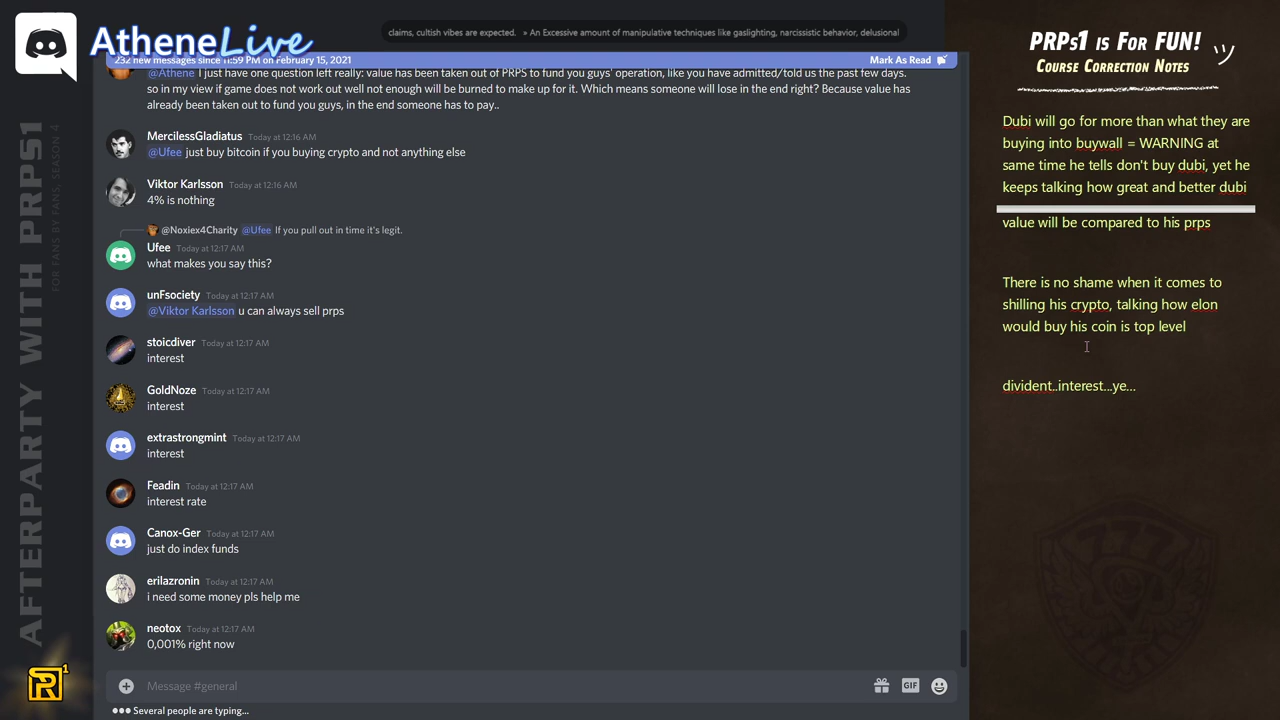 AtheneLive
claims, cultish vibes are expected. » An Excessive amount of manipulative techniques like gaslighting, narcissistic behavior, delusional
232 new messages since 11:59 PM on February 15, 2021
Mark As Read
@Athene I just have one question left really: value has been taken out of PRPS to fund you guys' operation, like you have admitted/told us the past few days.
so in my view if game does not work out well not enough will be burned to make up for it. Which means someone will lose in the end right? Because value has
already been taken out to fund you guys, in the end someone has to pay..
MercilessGladiatus Today at 12:16 AM
@Ufee just buy bitcoin if you buying crypto and not anything else
Viktor Karlsson Today at 12:16 AM
4% is nothing
@Noxiex4Charity @Ufee If you pull out in time it's legit.
Ufee Today at 12:17 AM
what makes you say this?
unFsociety Today at 12:17 AM
@Viktor Karlsson u can always sell prps
stoicdiver Today at 12:17 AM
interest
GoldNoze Today at 12:17 AM
interest
extrastrongmint Today at 12:17 AM
interest
Feadin Today at 12:17 AM
interest rate
Canox-Ger Today at 12:17 AM
just do index funds
erilazronin Today at 12:17 AM
i need some money pls help me
neotox Today at 12:17 AM
0,001% right now
Message #general
GIF
Several people are typing...
AFTERPARTY WITH PRPS1
FOR FANS BY FANS, SEASON 4
R1
PRPs1 is For FUN!
Course Correction Notes
ツ
Dubi will go for more than what they are
buying into buywall = WARNING at
same time he tells don't buy dubi, yet he
keeps talking how great and better dubi
value will be compared to his prps
There is no shame when it comes to
shilling his crypto, talking how elon
would buy his coin is top level
divident..interest...ye...
777